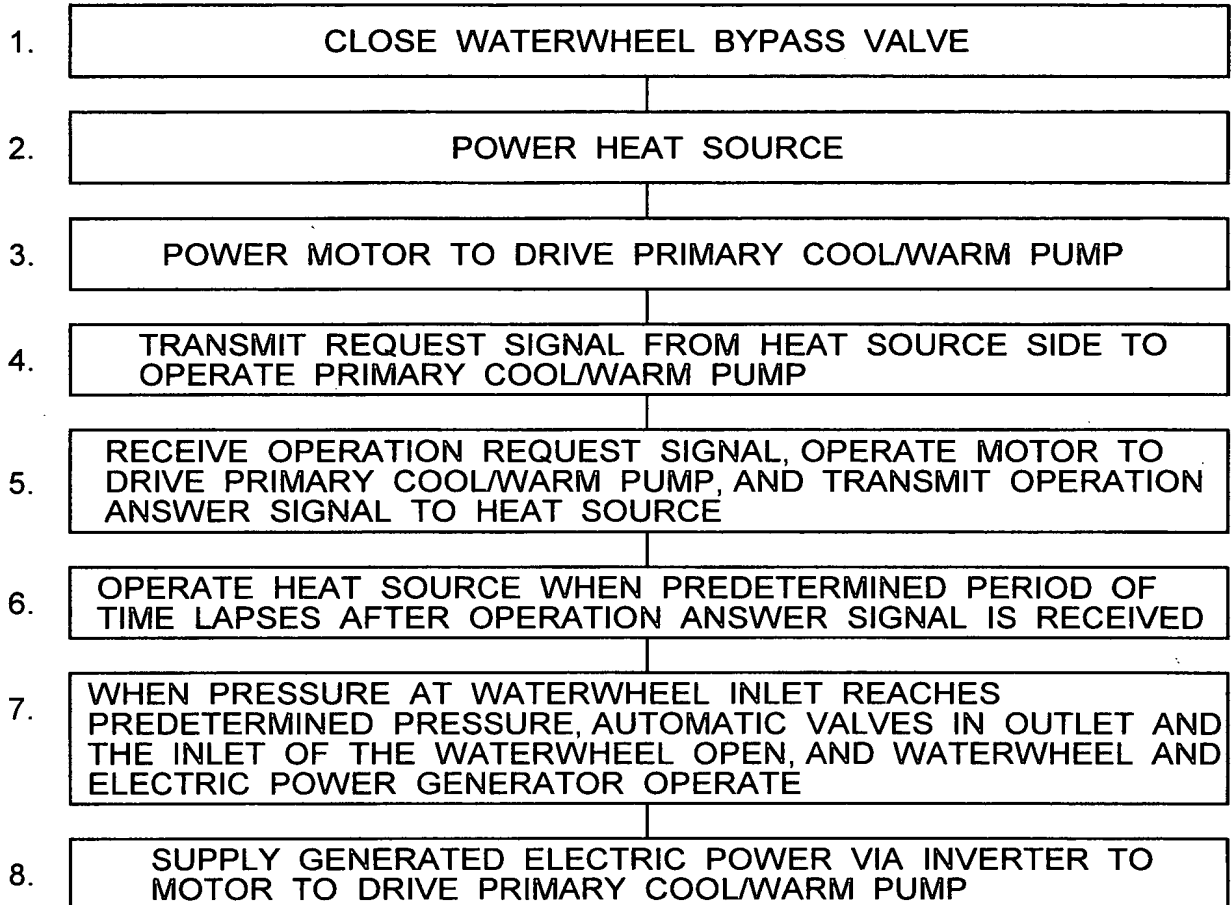 1. CLOSE WATERWHEEL BYPASS VALVE
2. POWER HEAT SOURCE
3. POWER MOTOR TO DRIVE PRIMARY COOL/WARM PUMP
4. TRANSMIT REQUEST SIGNAL FROM HEAT SOURCE SIDE TO
OPERATE PRIMARY COOL/WARM PUMP
5. RECEIVE OPERATION REQUEST SIGNAL, OPERATE MOTOR TO
DRIVE PRIMARY COOL/WARM PUMP, AND TRANSMIT OPERATION
ANSWER SIGNAL TO HEAT SOURCE
6. OPERATE HEAT SOURCE WHEN PREDETERMINED PERIOD OF
TIME LAPSES AFTER OPERATION ANSWER SIGNAL IS RECEIVED
7. WHEN PRESSURE AT WATERWHEEL INLET REACHES
PREDETERMINED PRESSURE, AUTOMATIC VALVES IN OUTLET AND
THE INLET OF THE WATERWHEEL OPEN, AND WATERWHEEL AND
ELECTRIC POWER GENERATOR OPERATE
8. SUPPLY GENERATED ELECTRIC POWER VIA INVERTER TO
MOTOR TO DRIVE PRIMARY COOL/WARM PUMP